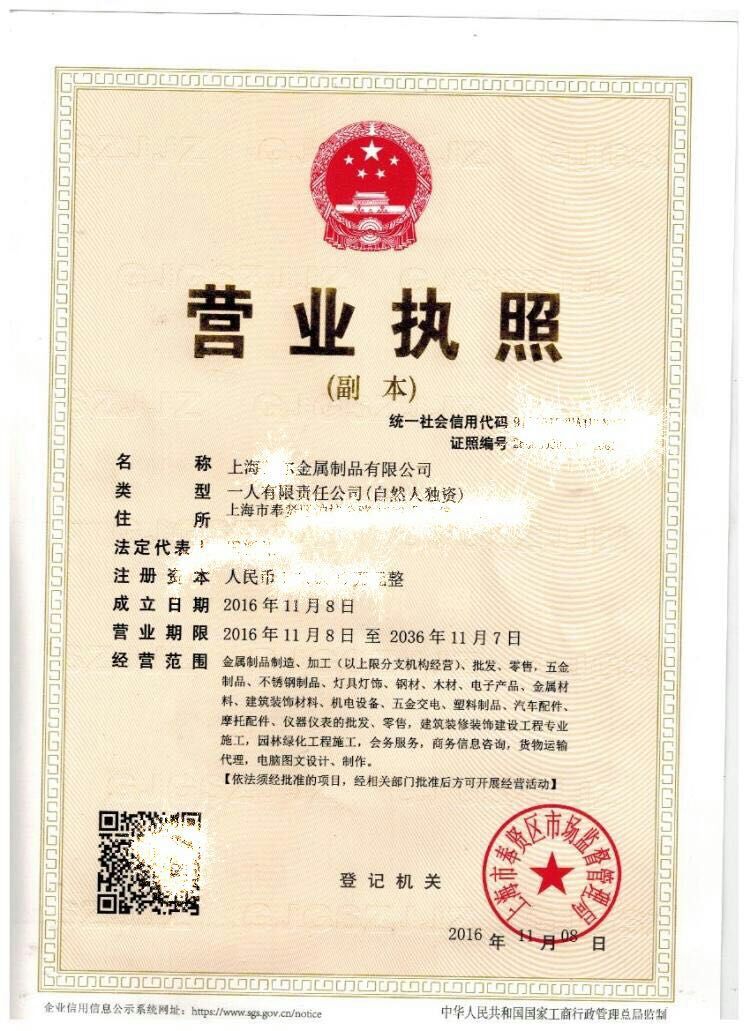 营业执照
(副 本)
统一社会信用代码 9
证照编号
名 称 上海 金属制品有限公司
类 型 一人有限责任公司(自然人独资)
住 所 上海市奉贤
法定代表
注册资本 人民币 整
成立日期 2016年11月8日
营业期限 2016年11月8日 至 2036年11月7日
经营范围 金属制品制造、加工(以上限分支机构经营)、批发、零售,五金
制品、不锈钢制品、灯具灯饰、钢材、木材、电子产品、金属材
料、建筑装饰材料、机电设备、五金交电、塑料制品、汽车配件、
摩托配件、仪器仪表的批发、零售,建筑装修装饰建设工程专业
施工,园林绿化工程施工,会务服务,商务信息咨询,货物运输
代理,电脑图文设计、制作。
【依法须经批准的项目,经相关部门批准后方可开展经营活动】
上海市奉贤区市场监督管理局
登记机关
2016 年 11 月 08 日
企业信用信息公示系统网址: https://www.sgs.gov.cn/notice
中华人民共和国国家工商行政管理总局监制